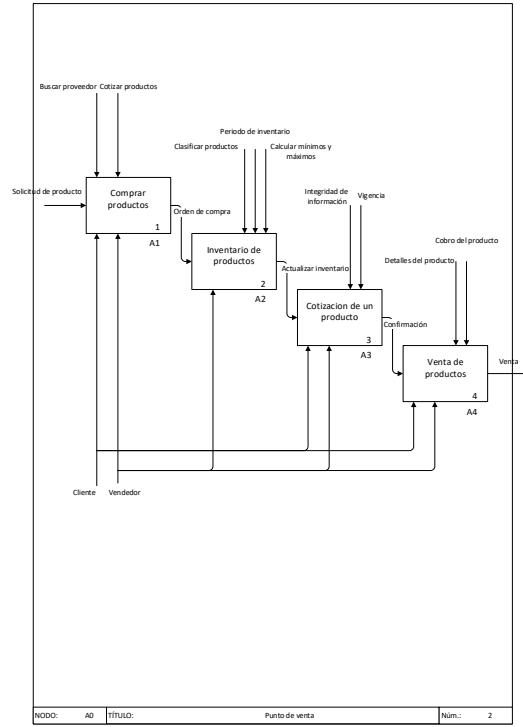 Buscar proveedor Cotizar productos
Periodo de inventario
Clasificar productos
Calcular mínimos y
máximos
Solicitud de producto
Comprar
productos
1
A1
Orden de compra
Integridad de
información
Vigencia
Inventario de
productos
2
A2
Actualizar inventario
Cobro del producto
Detalles del producto
Cotizacion de un
producto
3
A3
Confirmación
Venta de
productos
4
A4
Venta
Cliente
Vendedor
NODO: A0 TÍTULO: Punto de venta Núm.: 2